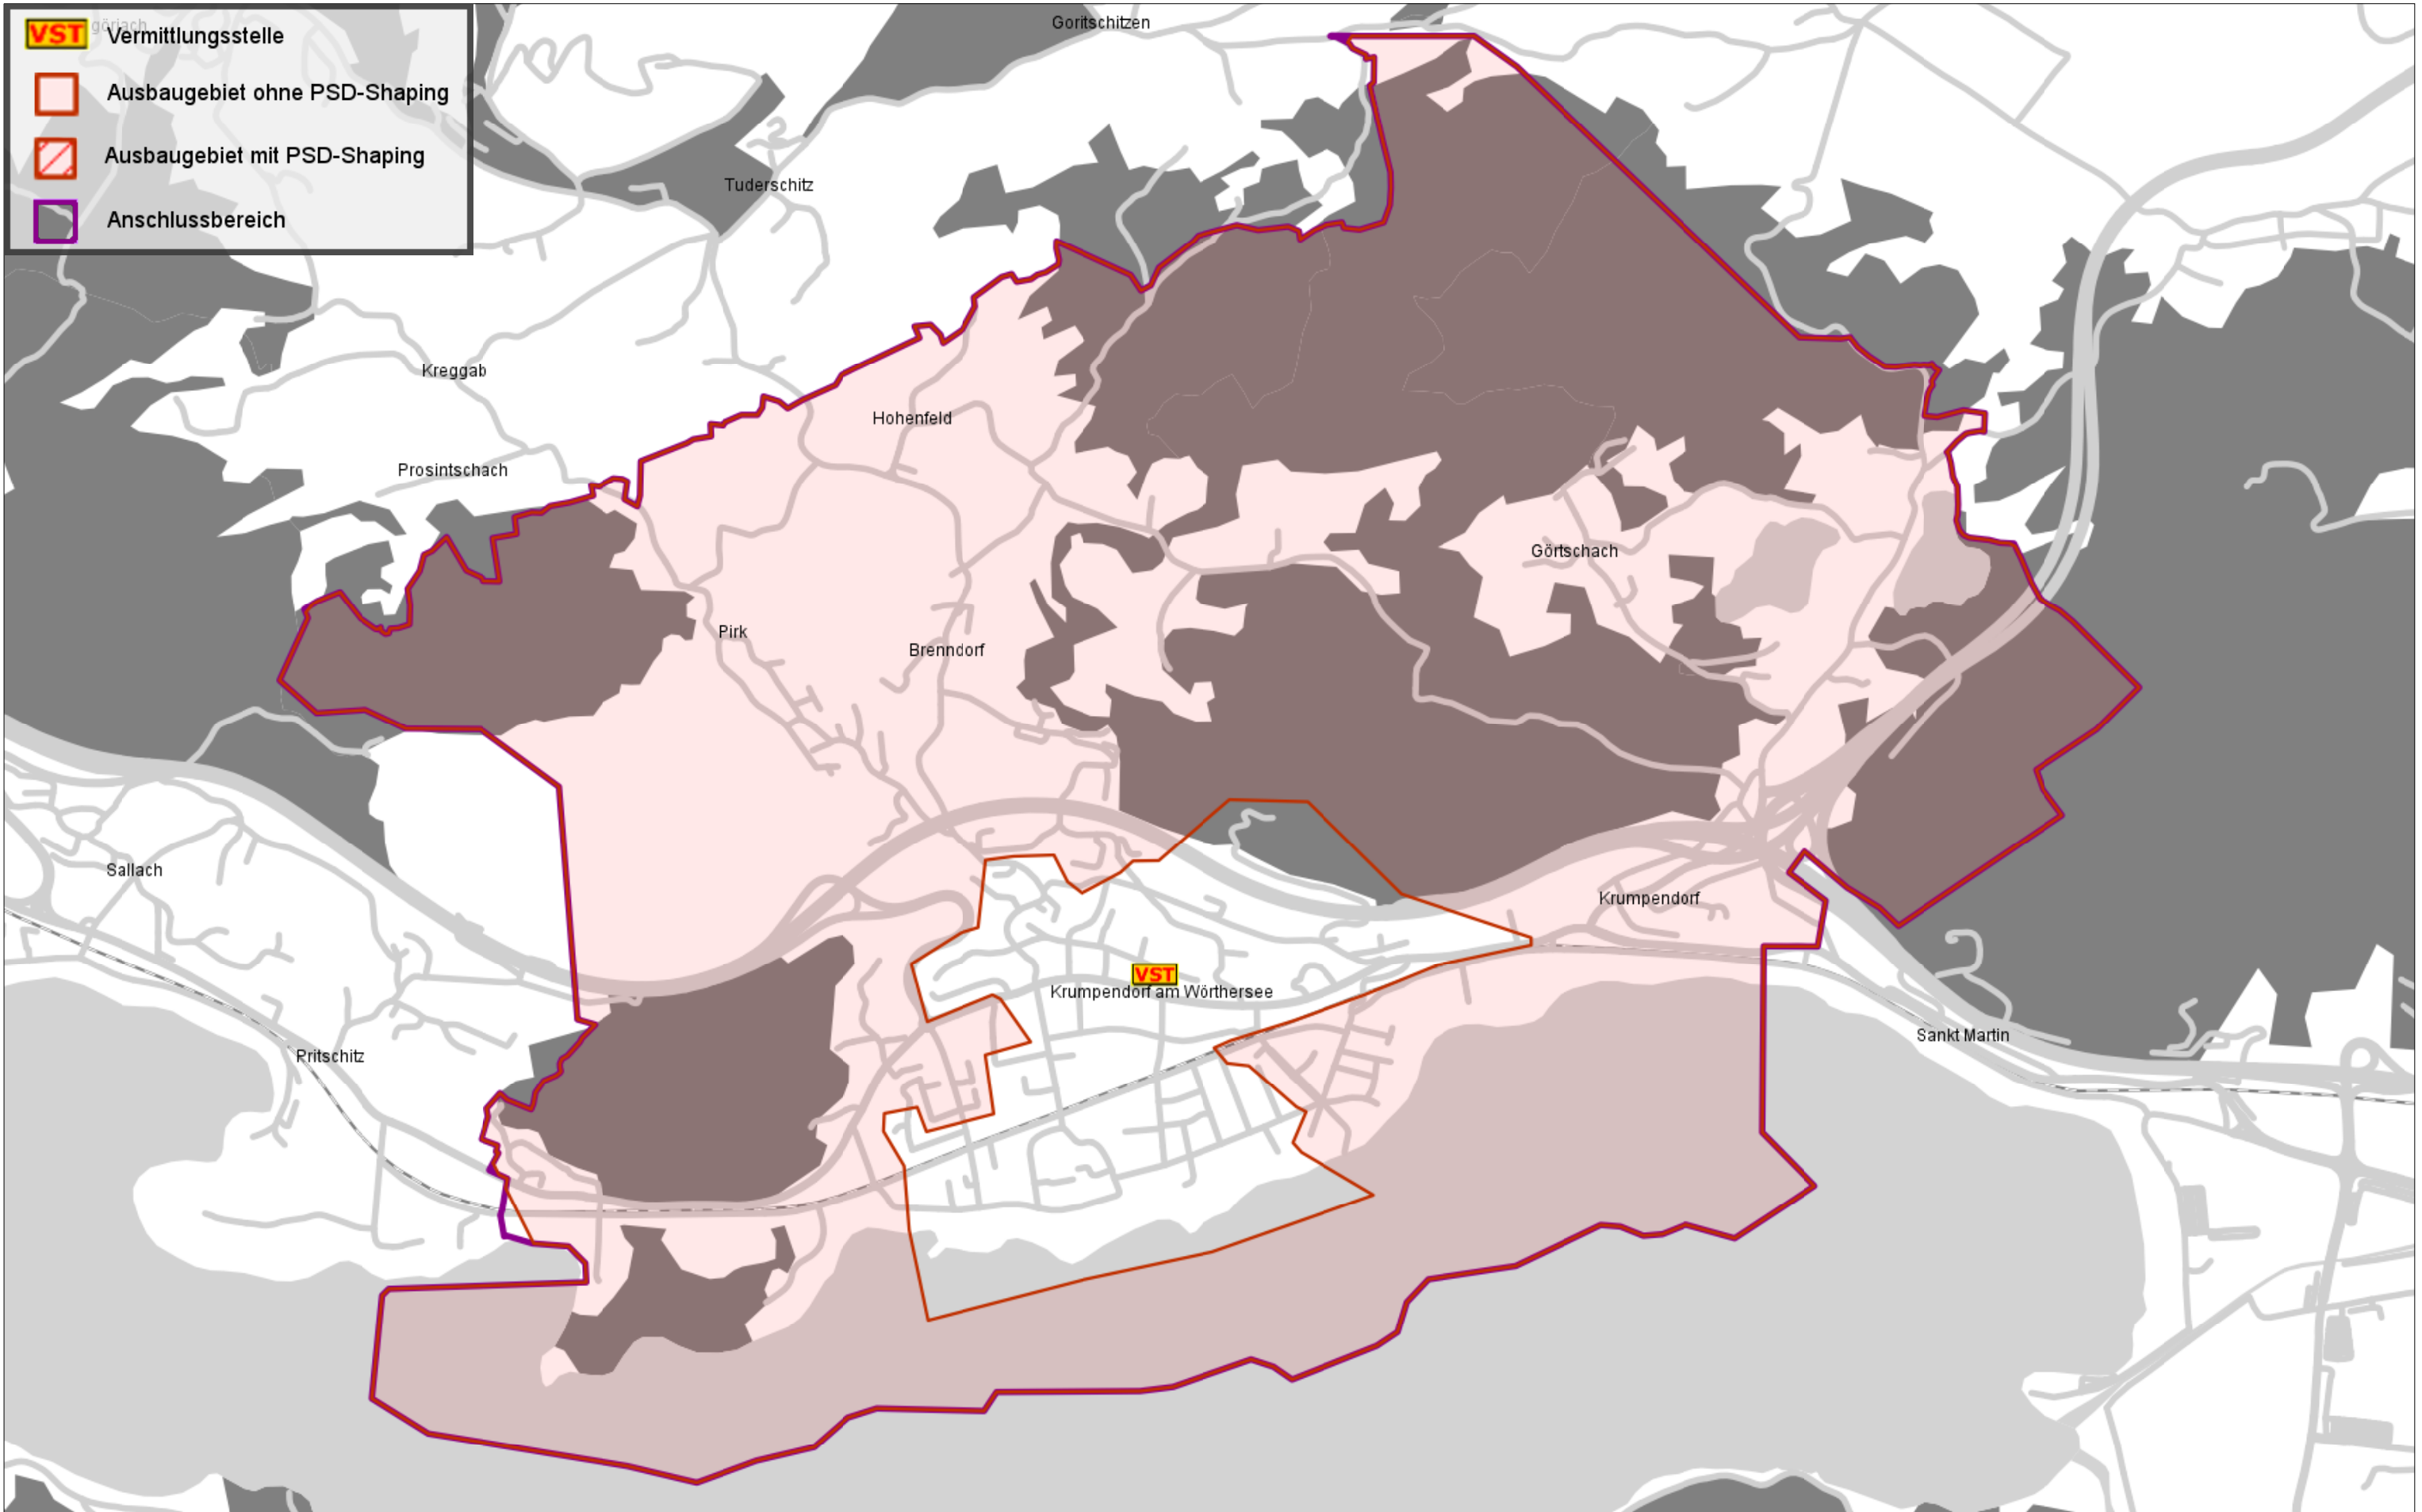 VST Vermittlungsstelle
Ausbaugebiet ohne PSD-Shaping
Ausbaugebiet mit PSD-Shaping
Anschlussbereich
Goritschitzen
Tuderschitz
Kreggab
Hohenfeld
Prosintschach
Görtschach
Pirk
Brenndorf
Sallach
Krumpendorf
VST
Krumpendorf am Wörthersee
Sankt Martin
Pritschitz